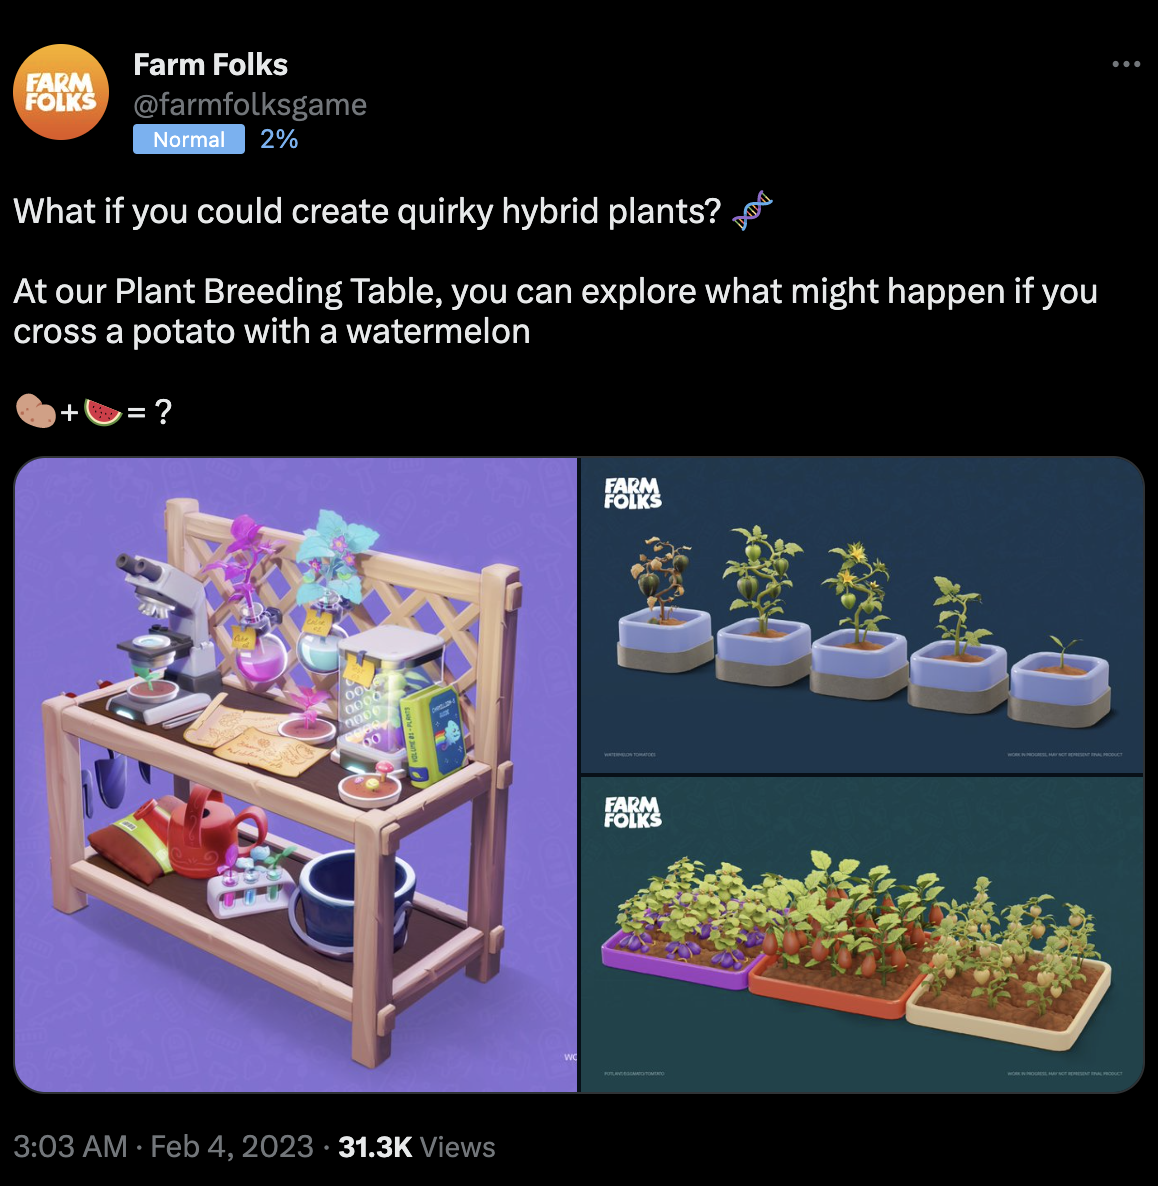 FARM
FOLKS
Farm Folks
@farmfolksgame
Normal 2%
What if you could create quirky hybrid plants? 🧬
At our Plant Breeding Table, you can explore what might happen if you
cross a potato with a watermelon
🥔+🍉= ?
VOLUME #1 - PLANTS
FARM
FOLKS
WATERMELON TOMATOES
WORK IN PROGRESS, MAY NOT REPRESENT FINAL PRODUCT
FARM
FOLKS
WORK IN PROGRESS, MAY NOT REPRESENT FINAL PRODUCT
3:03 AM · Feb 4, 2023 · 31.3K Views